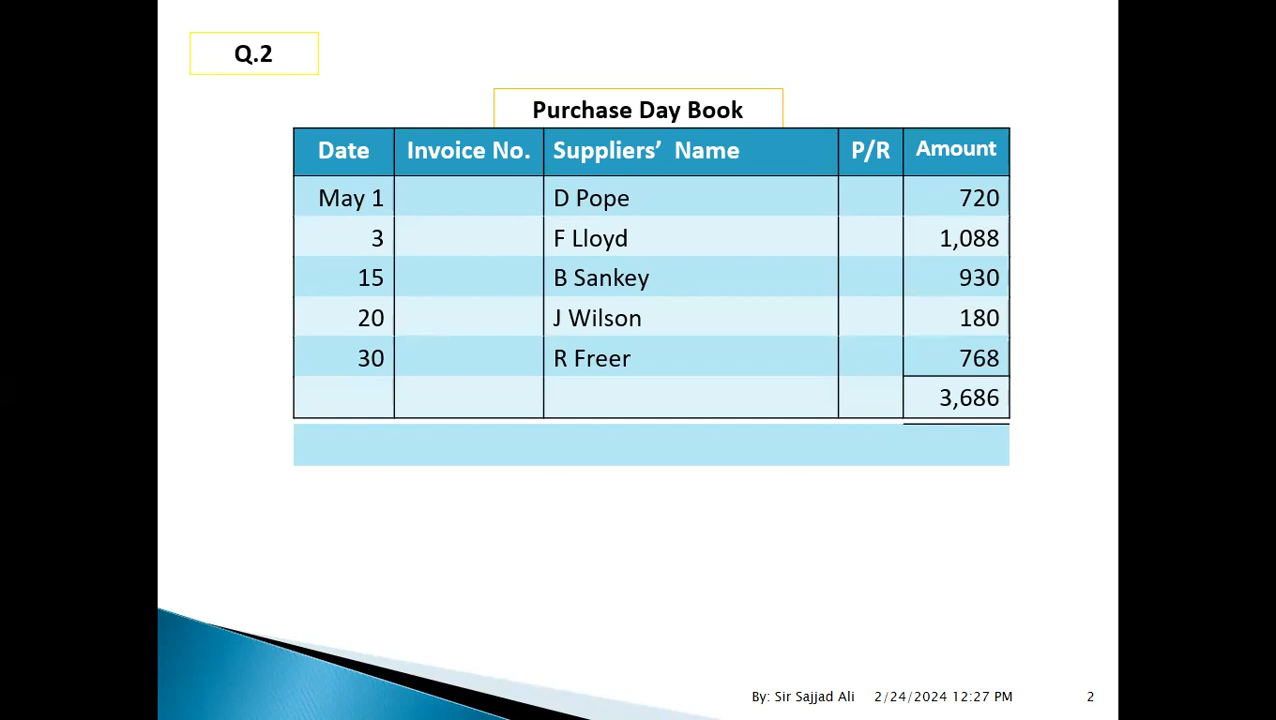 Q.2
Purchase Day Book
Date Invoice No. Suppliers’ Name P/R Amount
May 1 D Pope 720
3 F Lloyd 1,088
15 B Sankey 930
20 J Wilson 180
30 R Freer 768
3,686
By: Sir Sajjad Ali 2/24/2024 12:27 PM 2